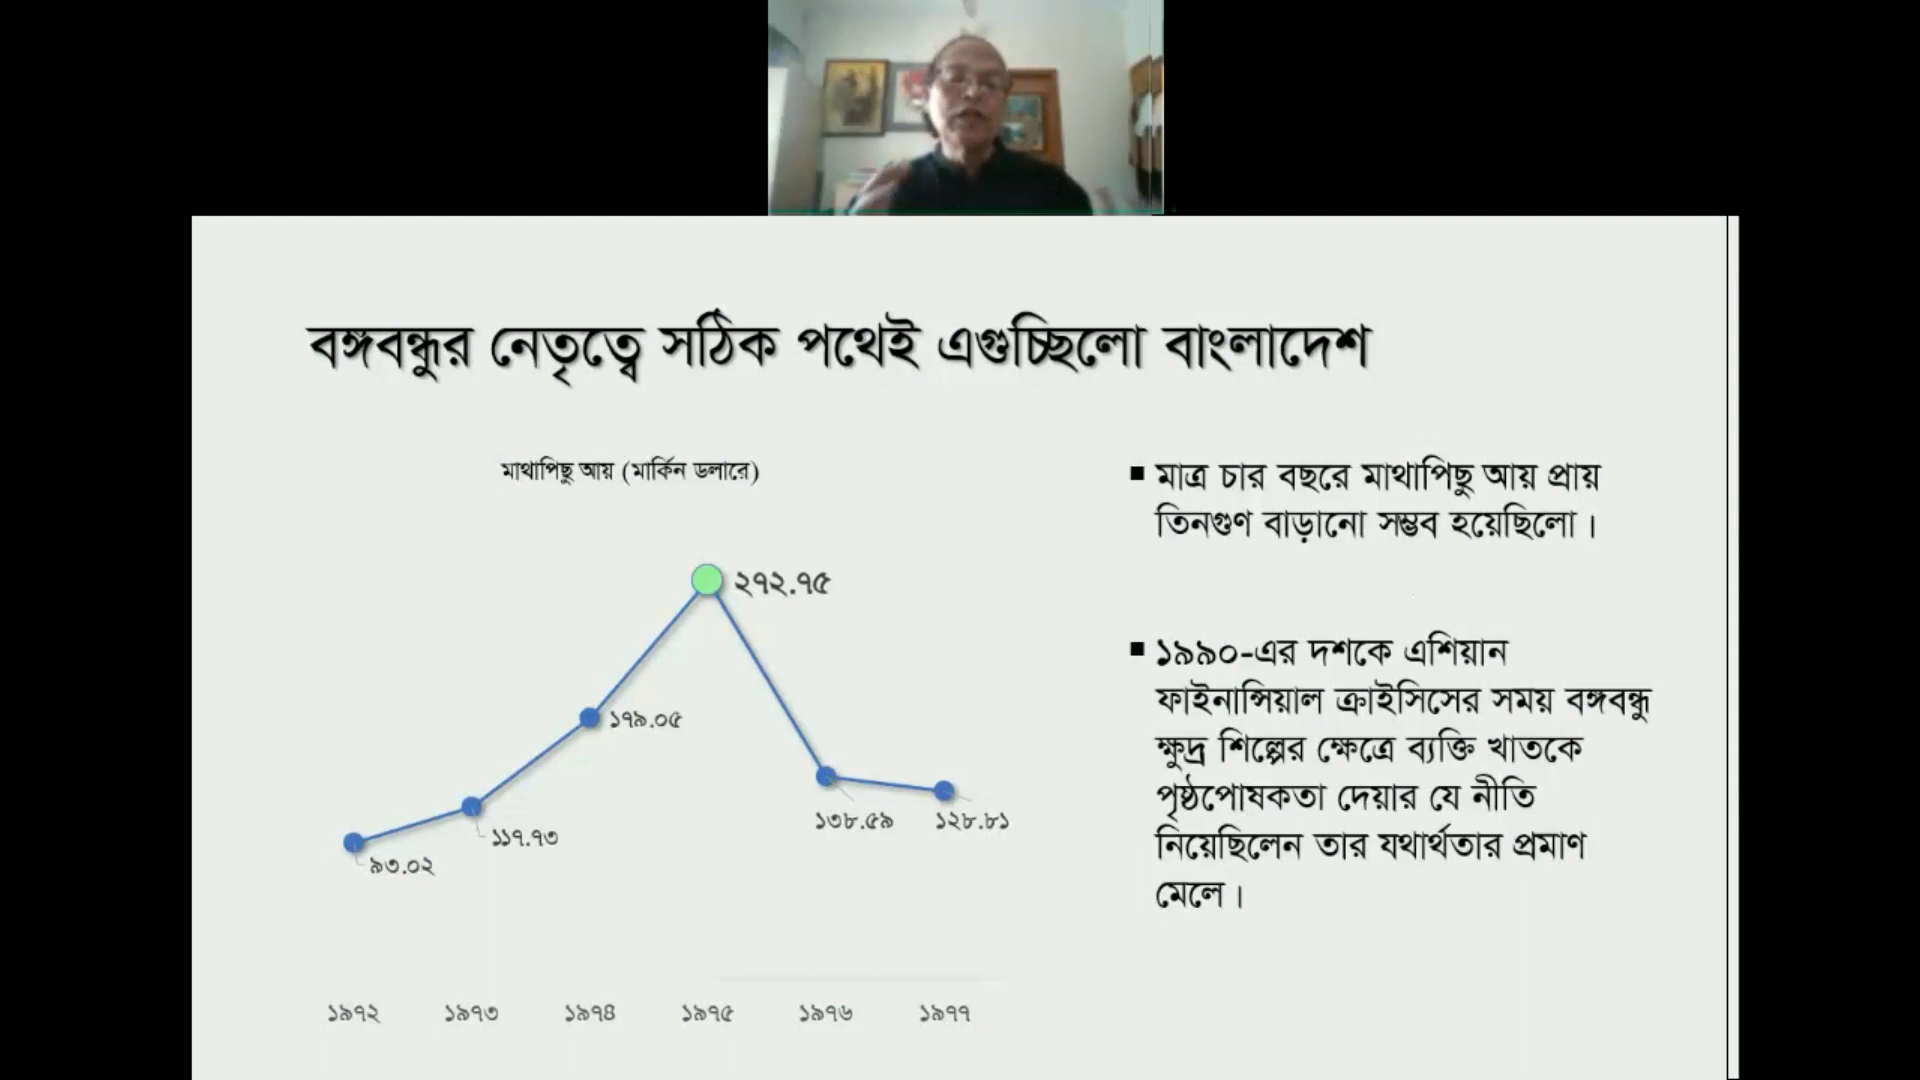 বঙ্গবন্ধুর নেতৃত্বে সঠিক পথেই এগুচ্ছিলো বাংলাদেশ
মাথাপিছু আয় (মার্কিন ডলারে)
২৭২.৭৫
১৭৯.০৫
১১৭.৭৩
৯৩.০২
১৩৮.৫৯
১২৮.৮১
১৯৭২ ১৯৭৩ ১৯৭৪ ১৯৭৫ ১৯৭৬ ১৯৭৭
▪ মাত্র চার বছরে মাথাপিছু আয় প্রায়
তিনগুণ বাড়ানো সম্ভব হয়েছিলো।
▪ ১৯৯০-এর দশকে এশিয়ান
ফাইনান্সিয়াল ক্রাইসিসের সময় বঙ্গবন্ধু
ক্ষুদ্র শিল্পের ক্ষেত্রে ব্যক্তি খাতকে
পৃষ্ঠপোষকতা দেয়ার যে নীতি
নিয়েছিলেন তার যথার্থতার প্রমাণ
মেলে।